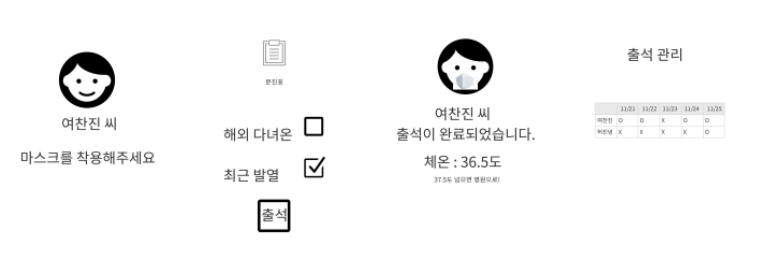 여찬진 씨
마스크를 착용해주세요
문진표
해외 다녀온
최근 발열
출석
여찬진 씨
출석이 완료되었습니다.
체온 : 36.5도
37.5도 넘으면 병원으로!
출석 관리
11/21 11/22 11/23 11/24 11/25
여찬진 O O X O O
X X X X O